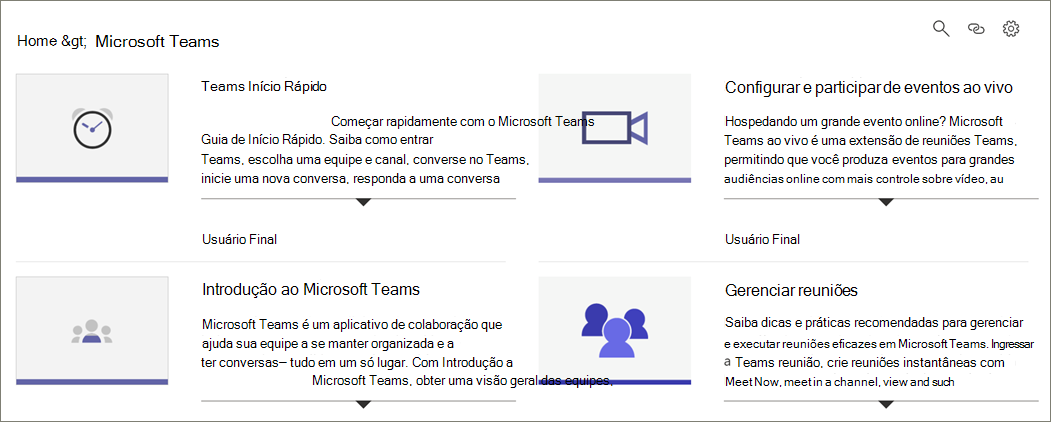 Home &gt; Microsoft Teams
Teams Início Rápido
Começar rapidamente com o Microsoft Teams
Guia de Início Rápido. Saiba como entrar
Teams, escolha uma equipe e canal, converse no Teams,
inicie uma nova conversa, responda a uma conversa
Usuário Final
Configurar e participar de eventos ao vivo
Hospedando um grande evento online? Microsoft
Teams ao vivo é uma extensão de reuniões Teams,
permitindo que você produza eventos para grandes
audiências online com mais controle sobre vídeo, au
Usuário Final
Introdução ao Microsoft Teams
Microsoft Teams é um aplicativo de colaboração que
ajuda sua equipe a se manter organizada e a
ter conversas— tudo em um só lugar. Com Introdução a
Microsoft Teams, obter uma visão geral das equipes,
Gerenciar reuniões
Saiba dicas e práticas recomendadas para gerenciar
e executar reuniões eficazes em Microsoft Teams. Ingressar
a Teams reunião, crie reuniões instantâneas com
Meet Now, meet in a channel, view and such